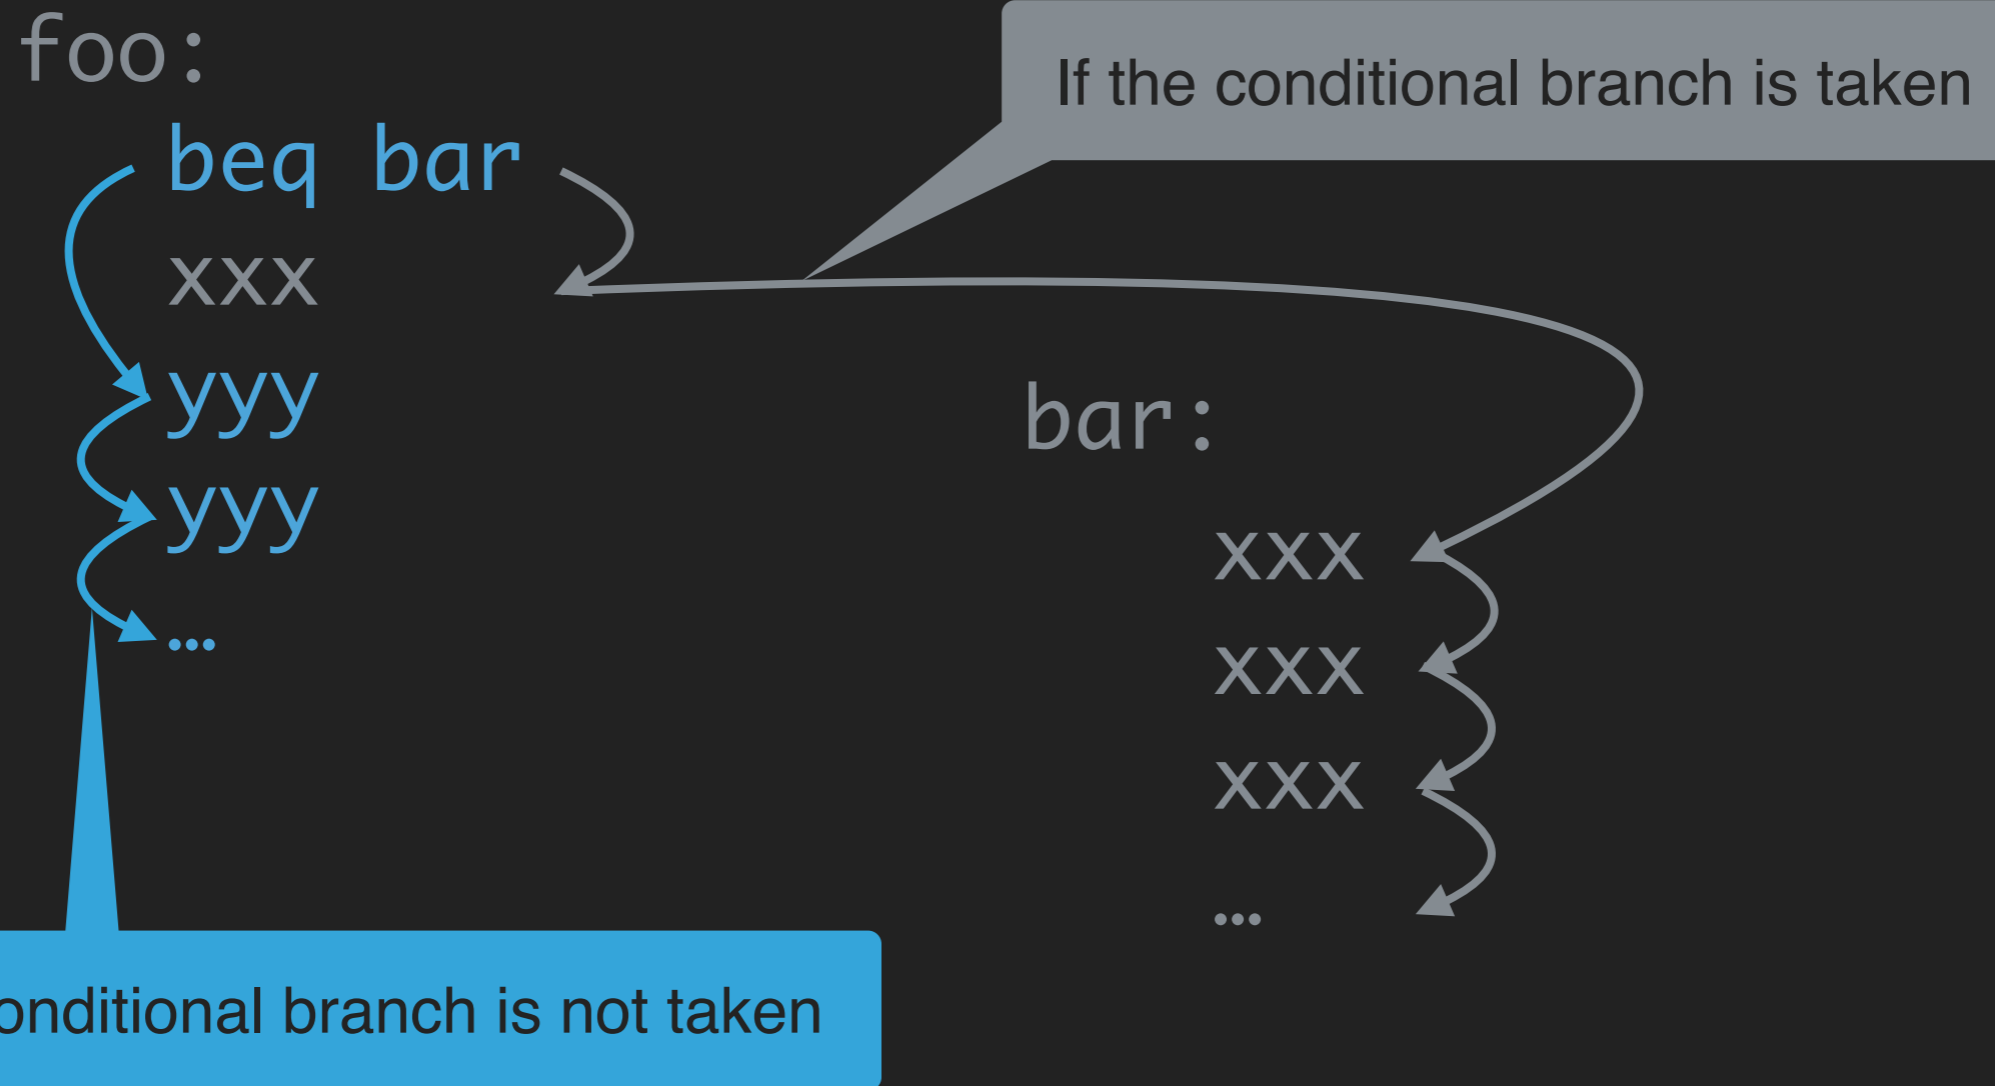 foo:
If the conditional branch is taken
beq bar
xxx
yyy
bar:
yyy
xxx
…
xxx
xxx
…
onditional branch is not taken